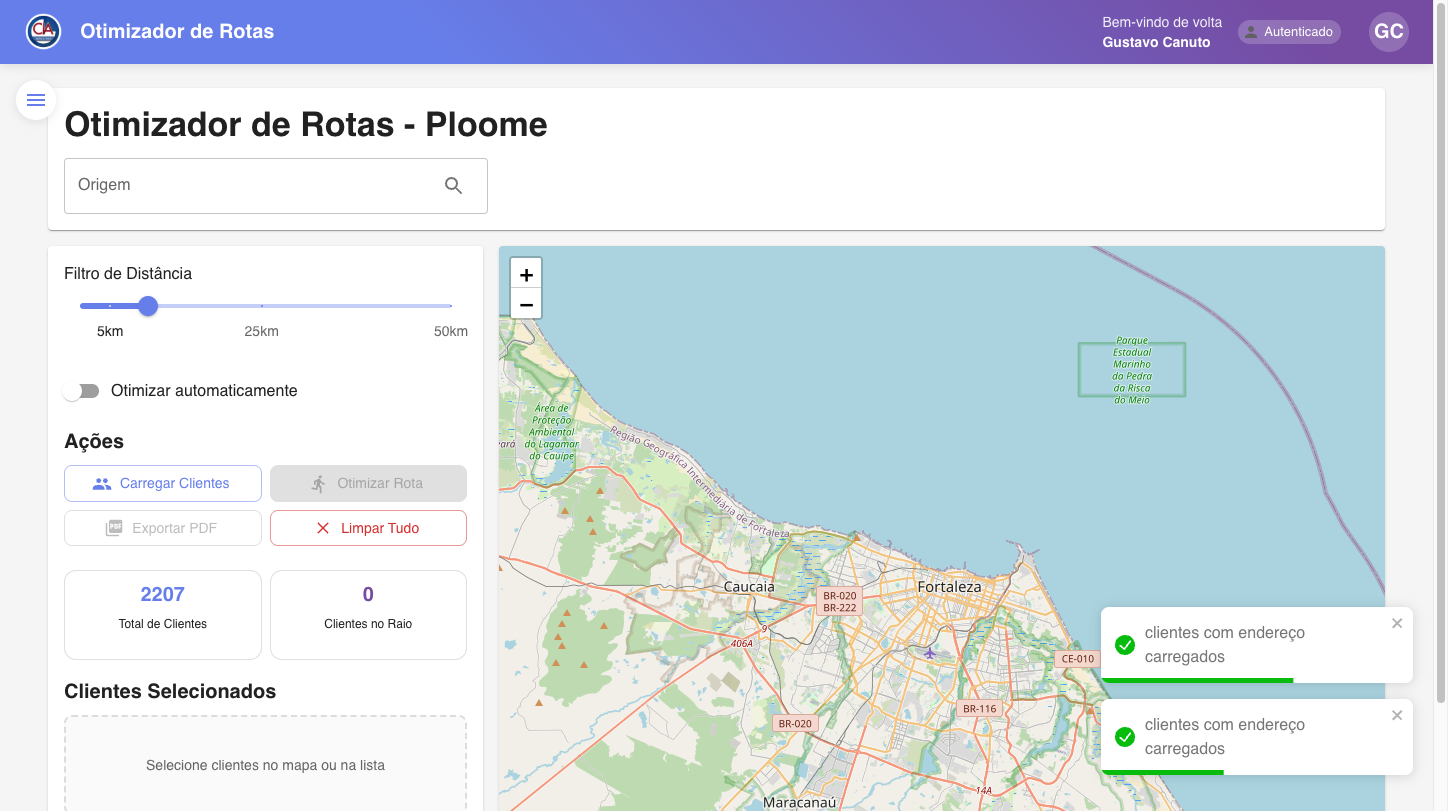 CA
Otimizador de Rotas
Bem-vindo de volta
Gustavo Canuto
Autenticado
GC
Otimizador de Rotas - Ploome
Origem
Filtro de Distância
5km
25km
50km
Otimizar automaticamente
Ações
Carregar Clientes
Otimizar Rota
PDF
Exportar PDF
Limpar Tudo
2207
Total de Clientes
0
Clientes no Raio
Clientes Selecionados
Selecione clientes no mapa ou na lista
+
−
Parque
Estadual
Marinho
da Pedra
da Risca
do Meio
Área de
Proteção
Ambiental
do Lagamar
do Cauipe
Região Geográfica Intermediária de Fortaleza
Caucaia
Fortaleza
BR-020
BR-222
9
406A
CE-010
BR-116
BR-020
14A
Maracanaú
clientes com endereço
carregados
clientes com endereço
carregados